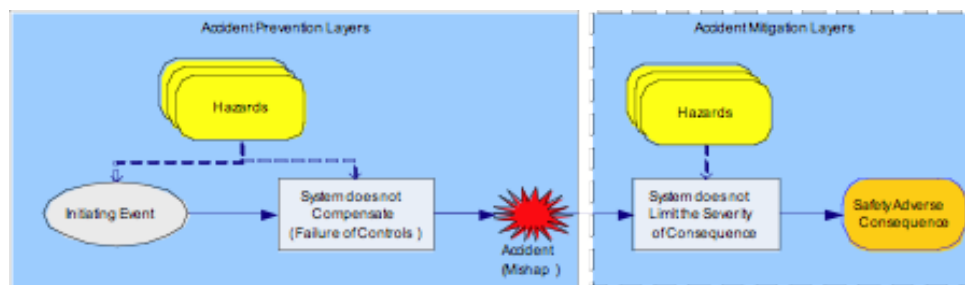 Accident Prevention Layers
Accident Mitigation Layers
Hazards
Hazards
Initiating Event
System does not
Compensate
(Failure of Controls )
Accident
(Mishap )
System does not
Limit the Severity
of Consequence
Safety Adverse
Consequence